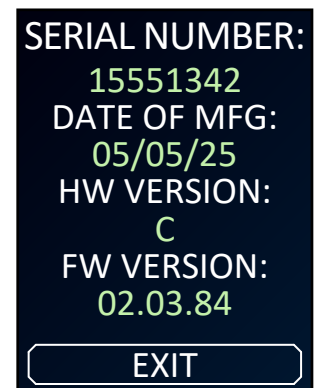 SERIAL NUMBER:
15551342
DATE OF MFG:
05/05/25
HW VERSION:
C
FW VERSION:
02.03.84
EXIT